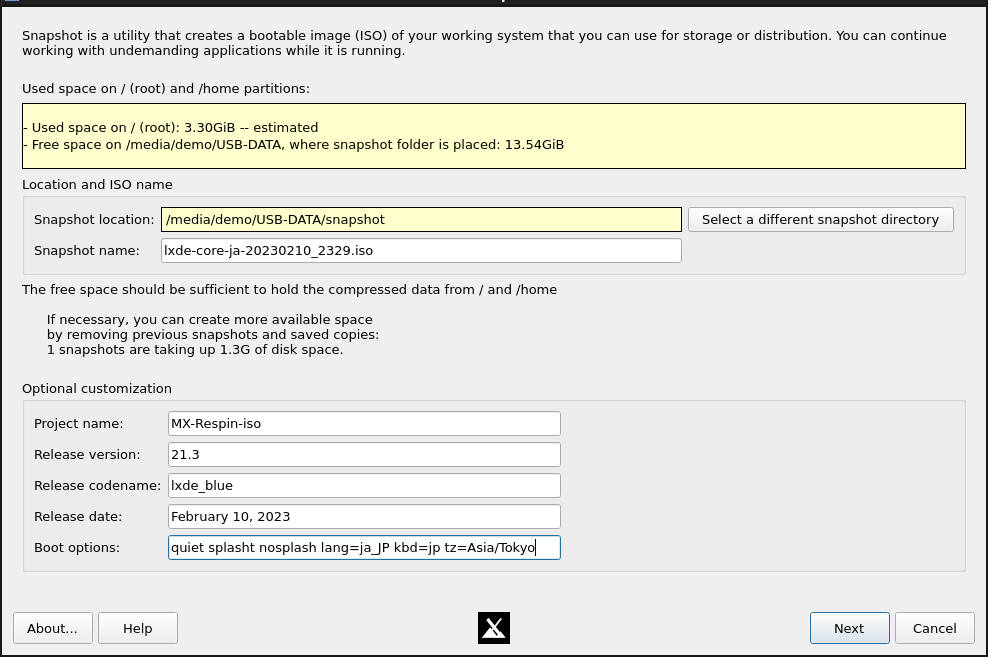 Snapshot is a utility that creates a bootable image (ISO) of your working system that you can use for storage or distribution. You can continue
working with undemanding applications while it is running.
Used space on / (root) and /home partitions:
- Used space on / (root): 3.30GiB -- estimated
- Free space on /media/demo/USB-DATA, where snapshot folder is placed: 13.54GiB
Location and ISO name
Snapshot location: /media/demo/USB-DATA/snapshot Select a different snapshot directory
Snapshot name: lxde-core-ja-20230210_2329.iso
The free space should be sufficient to hold the compressed data from / and /home
If necessary, you can create more available space
by removing previous snapshots and saved copies:
1 snapshots are taking up 1.3G of disk space.
Optional customization
Project name: MX-Respin-iso
Release version: 21.3
Release codename: lxde_blue
Release date: February 10, 2023
Boot options: quiet splasht nosplash lang=ja_JP kbd=jp tz=Asia/Tokyo
About... Help Next Cancel